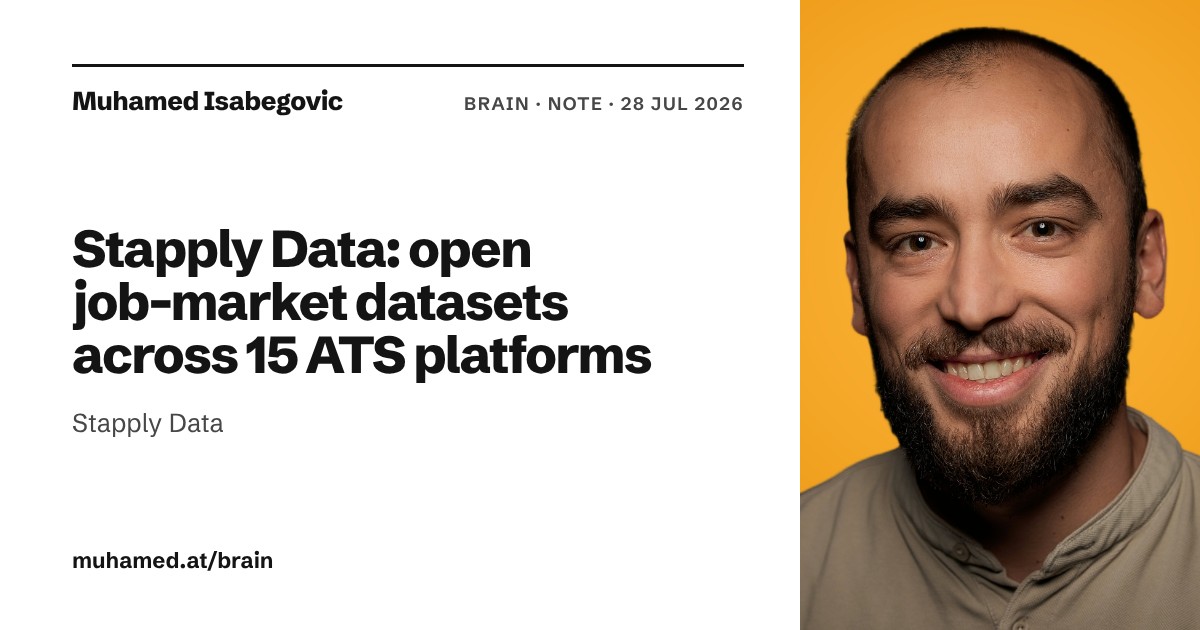 Muhamed Isabegovic
BRAIN · NOTE · 28 JUL 2026
Stapply Data: open
job-market datasets
across 15 ATS platforms
Stapply Data
muhamed.at/brain